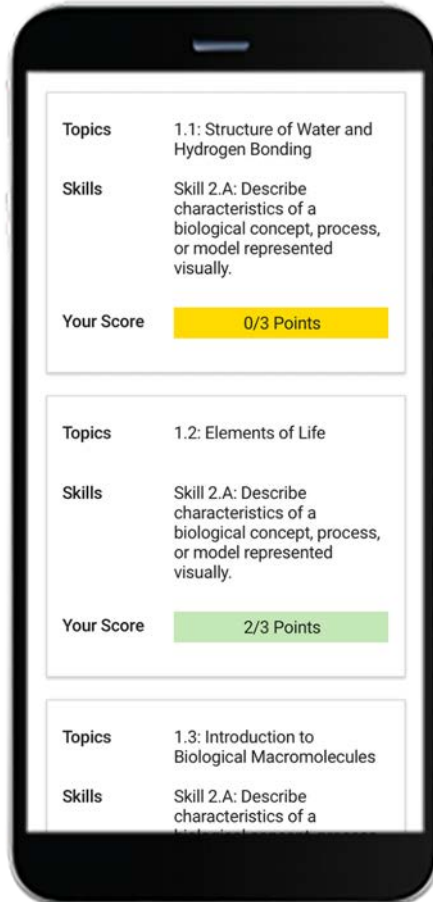 Topics 1.1: Structure of Water and
Hydrogen Bonding
Skills Skill 2.A: Describe
characteristics of a
biological concept, process,
or model represented
visually.
Your Score 0/3 Points
Topics 1.2: Elements of Life
Skills Skill 2.A: Describe
characteristics of a
biological concept, process,
or model represented
visually.
Your Score 2/3 Points
Topics 1.3: Introduction to
Biological Macromolecules
Skills Skill 2.A: Describe
characteristics of a